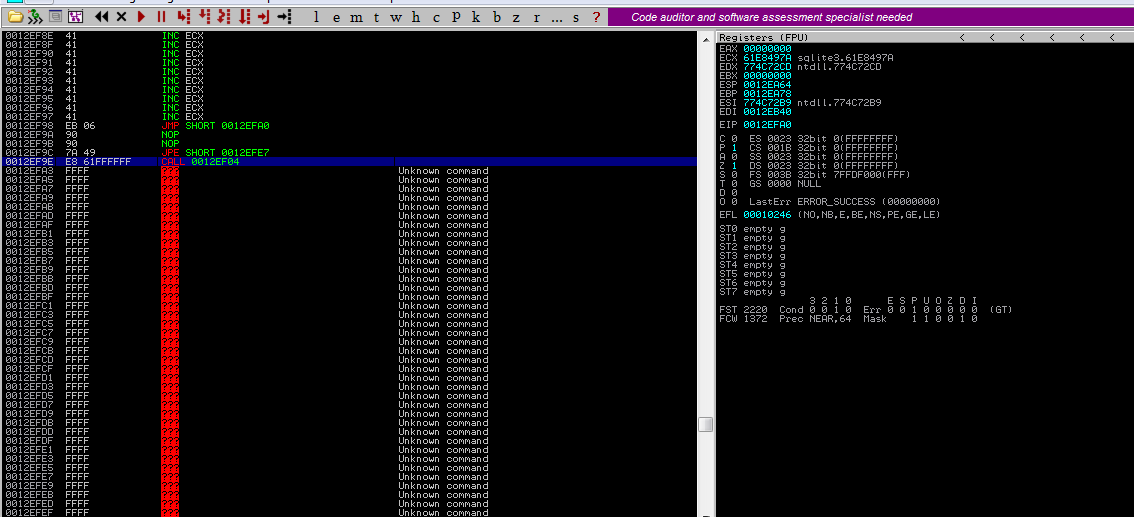 l e m t w h c p k b z r ... s ? Code auditor and software assessment specialist needed
0012EF8E 41 INC ECX
0012EF8F 41 INC ECX
0012EF90 41 INC ECX
0012EF91 41 INC ECX
0012EF92 41 INC ECX
0012EF93 41 INC ECX
0012EF94 41 INC ECX
0012EF95 41 INC ECX
0012EF96 41 INC ECX
0012EF97 41 INC ECX
0012EF98 EB 06 JMP SHORT 0012EFA0
0012EF9A 90 NOP
0012EF9B 90 NOP
0012EF9C 7A 49 JPE SHORT 0012EFE7
0012EF9E E8 61FFFFFF CALL 0012EF04
0012EFA3 FFFF ??? Unknown command
0012EFA5 FFFF ??? Unknown command
0012EFA7 FFFF ??? Unknown command
0012EFA9 FFFF ??? Unknown command
0012EFAB FFFF ??? Unknown command
0012EFAD FFFF ??? Unknown command
0012EFAF FFFF ??? Unknown command
0012EFB1 FFFF ??? Unknown command
0012EFB3 FFFF ??? Unknown command
0012EFB5 FFFF ??? Unknown command
0012EFB7 FFFF ??? Unknown command
0012EFB9 FFFF ??? Unknown command
0012EFBB FFFF ??? Unknown command
0012EFBD FFFF ??? Unknown command
0012EFBF FFFF ??? Unknown command
0012EFC1 FFFF ??? Unknown command
0012EFC3 FFFF ??? Unknown command
0012EFC5 FFFF ??? Unknown command
0012EFC7 FFFF ??? Unknown command
0012EFC9 FFFF ??? Unknown command
0012EFCB FFFF ??? Unknown command
0012EFCD FFFF ??? Unknown command
0012EFCF FFFF ??? Unknown command
0012EFD1 FFFF ??? Unknown command
0012EFD3 FFFF ??? Unknown command
0012EFD5 FFFF ??? Unknown command
0012EFD7 FFFF ??? Unknown command
0012EFD9 FFFF ??? Unknown command
0012EFDB FFFF ??? Unknown command
0012EFDD FFFF ??? Unknown command
0012EFDF FFFF ??? Unknown command
0012EFE1 FFFF ??? Unknown command
0012EFE3 FFFF ??? Unknown command
0012EFE5 FFFF ??? Unknown command
0012EFE7 FFFF ??? Unknown command
0012EFE9 FFFF ??? Unknown command
0012EFEB FFFF ??? Unknown command
0012EFED FFFF ??? Unknown command
0012EFEF FFFF ??? Unknown command
Registers (FPU) < < < < < <
EAX 00000000
ECX 61E8497A sqlite3.61E8497A
EDX 774C72CD ntdll.774C72CD
EBX 00000000
ESP 0012EA64
EBP 0012EA78
ESI 774C72B9 ntdll.774C72B9
EDI 0012EB40
EIP 0012EFA0
C 0 ES 0023 32bit 0(FFFFFFFF)
P 1 CS 001B 32bit 0(FFFFFFFF)
A 0 SS 0023 32bit 0(FFFFFFFF)
Z 1 DS 0023 32bit 0(FFFFFFFF)
S 0 FS 003B 32bit 7FFDF000(FFF)
T 0 GS 0000 NULL
D 0
O 0 LastErr ERROR_SUCCESS (00000000)
EFL 00010246 (NO,NB,E,BE,NS,PE,GE,LE)
ST0 empty g
ST1 empty g
ST2 empty g
ST3 empty g
ST4 empty g
ST5 empty g
ST6 empty g
ST7 empty g
3 2 1 0 E S P U O Z D I
FST 2220 Cond 0 0 1 0 Err 0 0 1 0 0 0 0 0 (GT)
FCW 1372 Prec NEAR,64 Mask 1 1 0 0 1 0